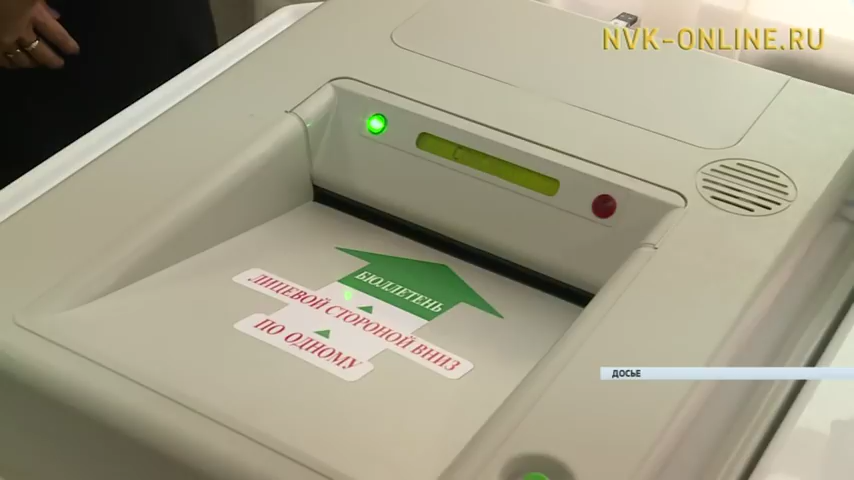 NVK-ONLINE.RU
БЮЛЛЕТЕНЬ
ЛИЦЕВОЙ СТОРОНОЙ ВНИЗ
ПО ОДНОМУ
ДОСЬЕ